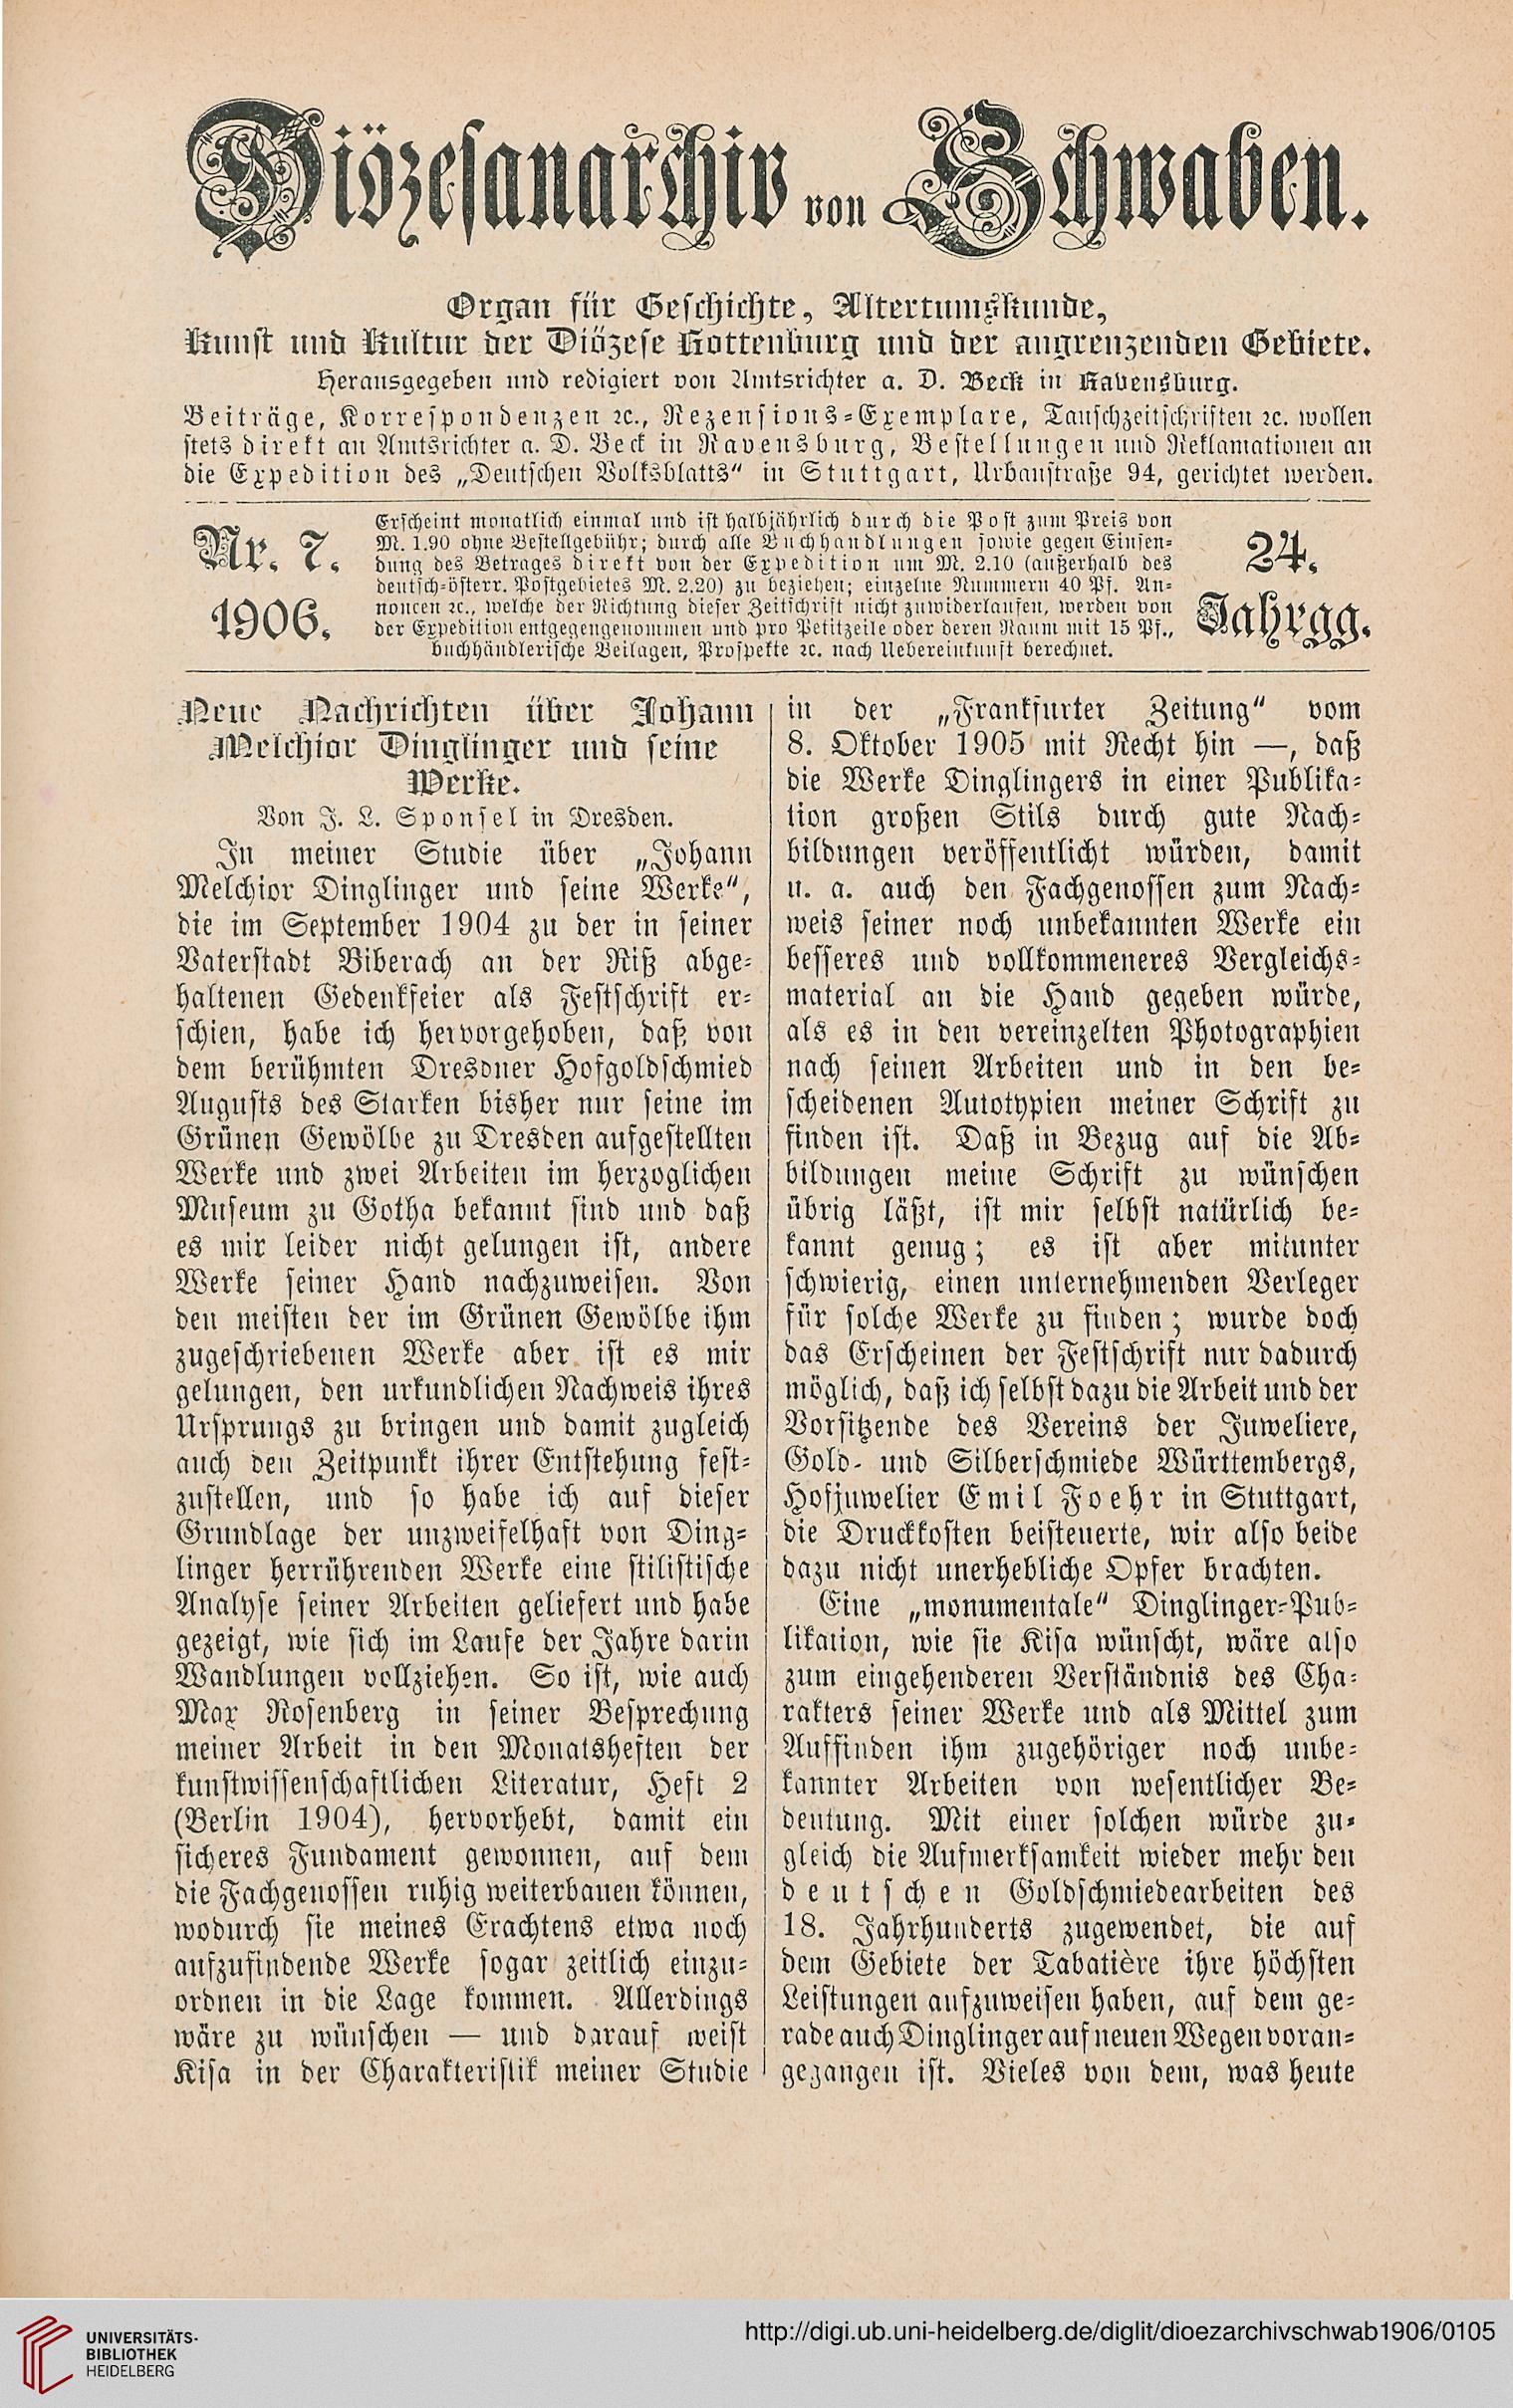 Diözesanarchiv von Schwaben.
Organ für Geschichte, Altertumskunde,
Kunst und Kultur der Diözese Rottenburg und der angrenzenden Gebiete.
Herausgegeben und redigiert von Amtsrichter a. D. Beck in Ravensburg.
Beiträge, Korrespondenzen ꝛc., Rezensions-Exemplare, Tauschzeitschriften ꝛc. wollen
stets direkt an Amtsrichter a. D. Beck in Ravensburg, Bestellungen und Reklamationen an
die Expedition des „Deutschen Volksblatts" in Stuttgart, Urbanstraße 94, gerichtet werden.
Nr. 7.
1906.
Erscheint monatlich einmal und ist halbjährlich durch die Post zum Preis von
M. 1.90 ohne Bestellgebühr; durch alle Buchhandlungen sowie gegen Einsen-
dung des Betrages direkt von der Expedition um M. 2.10 (außerhalb des
deutsch-österr. Postgebietes M. 2.20) zu beziehen; einzelne Nummern 40 Pf. An-
noncen ꝛc., welche der Richtung dieser Zeitschrift nicht zuwiderlaufen, werden von
der Expedition entgegengenommen und pro Petitzeile oder deren Raum mit 15 Pf.,
buchhändlerische Beilagen, Prospekte ꝛc. nach Uebereinkunft berechnet.
24.
Jahrgg.
Neue Nachrichten über Johann
Melchior Dinglinger und seine
Werke.
Von J. L. Sponsel in Dresden.
In meiner Studie über „Johann
Melchior Dinglinger und seine Werke",
die im September 1904 zu der in seiner
Vaterstadt Biberach an der Riß abge-
haltenen Gedenkfeier als Festschrift er-
schien, habe ich hervorgehoben, daß von
dem berühmten Dresdner Hofgoldschmied
Augusts des Starken bisher nur seine im
Grünen Gewölbe zu Dresden aufgestellten
Werke und zwei Arbeiten im herzoglichen
Museum zu Gotha bekannt sind und daß
es mir leider nicht gelungen ist, andere
Werke seiner Hand nachzuweisen. Von
den meisten der im Grünen Gewölbe ihm
zugeschriebenen Werke aber ist es mir
gelungen, den urkundlichen Nachweis ihres
Ursprungs zu bringen und damit zugleich
auch den Zeitpunkt ihrer Entstehung fest-
zustellen, und so habe ich auf dieser
Grundlage der unzweifelhaft von Ding-
linger herrührenden Werke eine stilistische
Analyse seiner Arbeiten geliefert und habe
gezeigt, wie sich im Laufe der Jahre darin
Wandlungen vollziehen. So ist, wie auch
Max Rosenberg in seiner Besprechung
meiner Arbeit in den Monatsheften der
kunstwissenschaftlichen Literatur, Heft 2
(Berlin 1904), hervorhebt, damit ein
sicheres Fundament gewonnen, auf dem
die Fachgenossen ruhig weiterbauen können,
wodurch sie meines Erachtens etwa noch
aufzufindende Werke sogar zeitlich einzu-
ordnen in die Lage kommen. Allerdings
wäre zu wünschen — und darauf weist
Kisa in der Charakteristik meiner Studie
in der „Frankfurter Zeitung" vom
8. Oktober 1905 mit Recht hin —, daß
die Werke Dinglingers in einer Publika-
tion großen Stils durch gute Nach-
bildungen veröffentlicht würden, damit
u. a. auch den Fachgenossen zum Nach-
weis seiner noch unbekannten Werke ein
besseres und vollkommeneres Vergleichs-
material an die Hand gegeben würde,
als es in den vereinzelten Photographien
nach seinen Arbeiten und in den be-
scheidenen Autotypien meiner Schrift zu
finden ist. Daß in Bezug auf die Ab-
bildungen meine Schrift zu wünschen
übrig läßt, ist mir selbst natürlich be-
kannt genug; es ist aber mitunter
schwierig, einen unternehmenden Verleger
für solche Werke zu finden; wurde doch
das Erscheinen der Festschrift nur dadurch
möglich, daß ich selbst dazu die Arbeit und der
Vorsitzende des Vereins der Juweliere,
Gold- und Silberschmiede Württembergs,
Hofjuwelier Emil Foehr in Stuttgart,
die Druckkosten beisteuerte, wir also beide
dazu nicht unerhebliche Opfer brachten.
Eine „monumentale" Dinglinger-Pub-
likation, wie sie Kisa wünscht, wäre also
zum eingehenderen Verständnis des Cha-
rakters seiner Werke und als Mittel zum
Auffinden ihm zugehöriger noch unbe-
kannter Arbeiten von wesentlicher Be-
deutung. Mit einer solchen würde zu-
gleich die Aufmerksamkeit wieder mehr den
deutschen Goldschmiedearbeiten des
18. Jahrhunderts zugewendet, die auf
dem Gebiete der Tabatière ihre höchsten
Leistungen aufzuweisen haben, auf dem ge-
rade auch Dinglinger auf neuen Wegen voran-
gegangen ist. Vieles von dem, was heute
UNIVERSITÄTS-
BIBLIOTHEK
HEIDELBERG
http://digi.ub.uni-heidelberg.de/diglit/dioezarchivschwab1906/0105